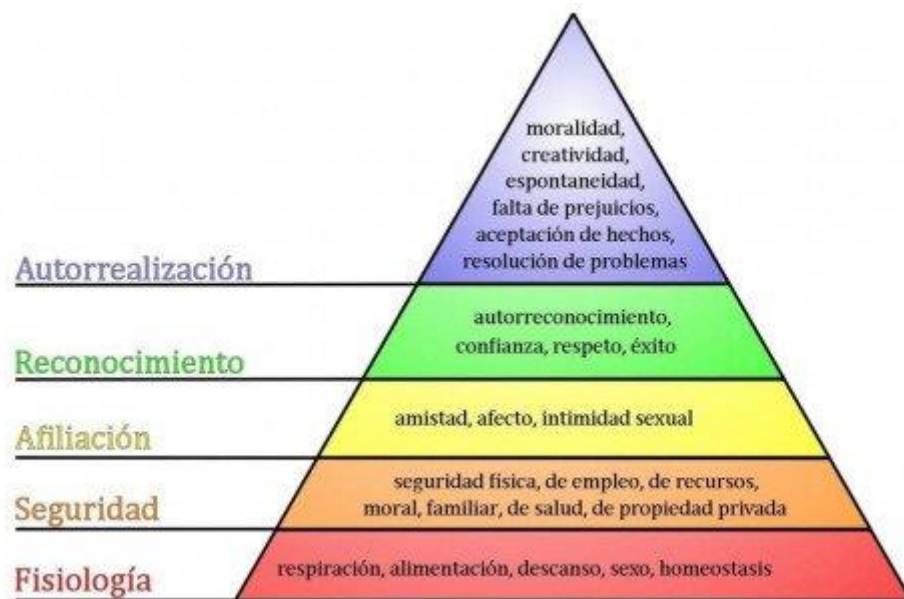 moralidad,
creatividad,
espontaneidad,
falta de prejuicios,
aceptación de hechos,
resolución de problemas
Autorrealización
autorreconocimiento,
confianza, respeto, éxito
Reconocimiento
amistad, afecto, intimidad sexual
Afiliación
seguridad física, de empleo, de recursos,
moral, familiar, de salud, de propiedad privada
Seguridad
respiración, alimentación, descanso, sexo, homeostasis
Fisiología